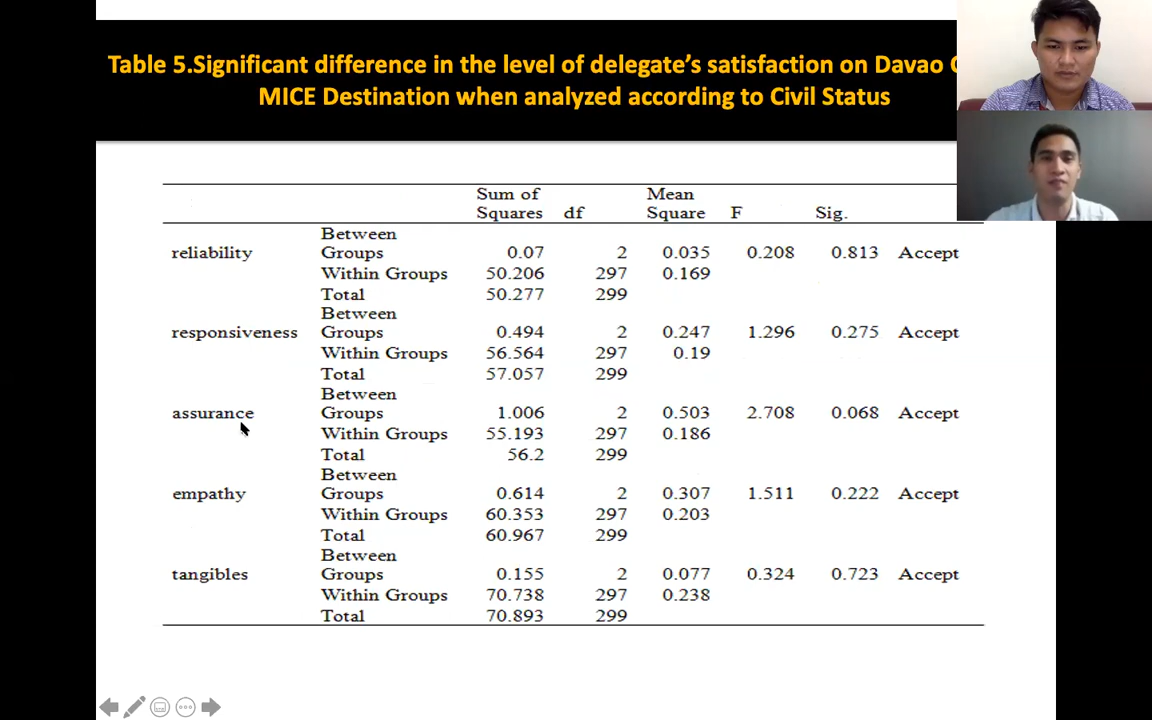 Table 5.Significant difference in the level of delegate's satisfaction on Davao
MICE Destination when analyzed according to Civil Status
Sum of Squares df Mean Square F Sig.
reliability Between Groups 0.07 2 0.035 0.208 0.813 Accept
Within Groups 50.206 297 0.169
Total 50.277 299
responsiveness Between Groups 0.494 2 0.247 1.296 0.275 Accept
Within Groups 56.564 297 0.19
Total 57.057 299
assurance Between Groups 1.006 2 0.503 2.708 0.068 Accept
Within Groups 55.193 297 0.186
Total 56.2 299
empathy Between Groups 0.614 2 0.307 1.511 0.222 Accept
Within Groups 60.353 297 0.203
Total 60.967 299
tangibles Between Groups 0.155 2 0.077 0.324 0.723 Accept
Within Groups 70.738 297 0.238
Total 70.893 299